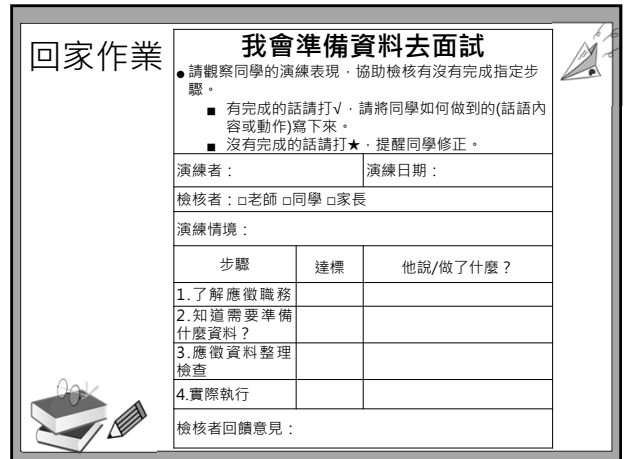 回家作業
我會準備資料去面試
●請觀察同學的演練表現，協助檢核有沒有完成指定步
驟。
■ 有完成的話請打√，請將同學如何做到的(話語內
容或動作)寫下來。
■ 沒有完成的話請打★，提醒同學修正。
演練者：
演練日期：
檢核者：□老師 □同學 □家長
演練情境：
步驟
達標
他說/做了什麼？
1.了解應徵職務
2.知道需要準備
什麼資料？
3.應徵資料整理
檢查
4.實際執行
檢核者回饋意見：